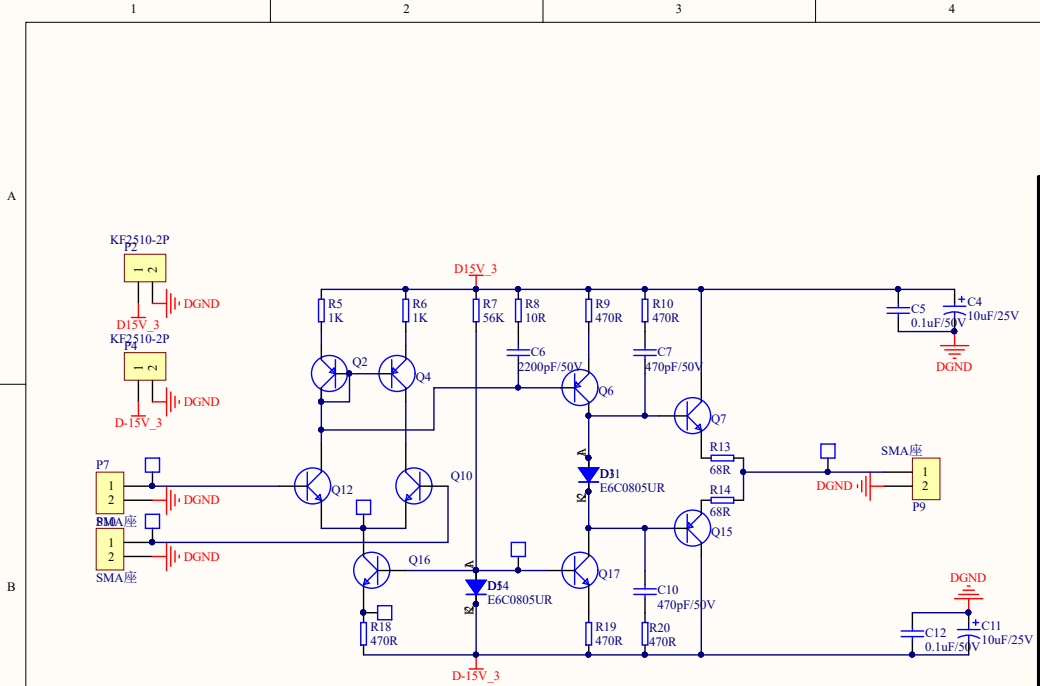 1 2 3 4
A
KF2510-2P
P2
1 2
DGND
D15V_3
KF2510-2P
P4
1 2
DGND
D-15V_3
D15V_3
R5
1K
R6
1K
R7
56K
R8
10R
R9
470R
R10
470R
C5
0.1uF/50V
C4
10uF/25V
DGND
C6
2200pF/50V
C7
470pF/50V
Q2
Q4
Q6
Q7
P7
1
2
DGND
SMA座
1
2
DGND
SMA座
Q12
Q10
A
E6C0805UR
R13
68R
R14
68R
SMA座
DGND
1
2
P9
Q15
B
Q16
A
E6C0805UR
Q17
C10
470pF/50V
R18
470R
R19
470R
R20
470R
DGND
C12
0.1uF/50V
C11
10uF/25V
D-15V_3